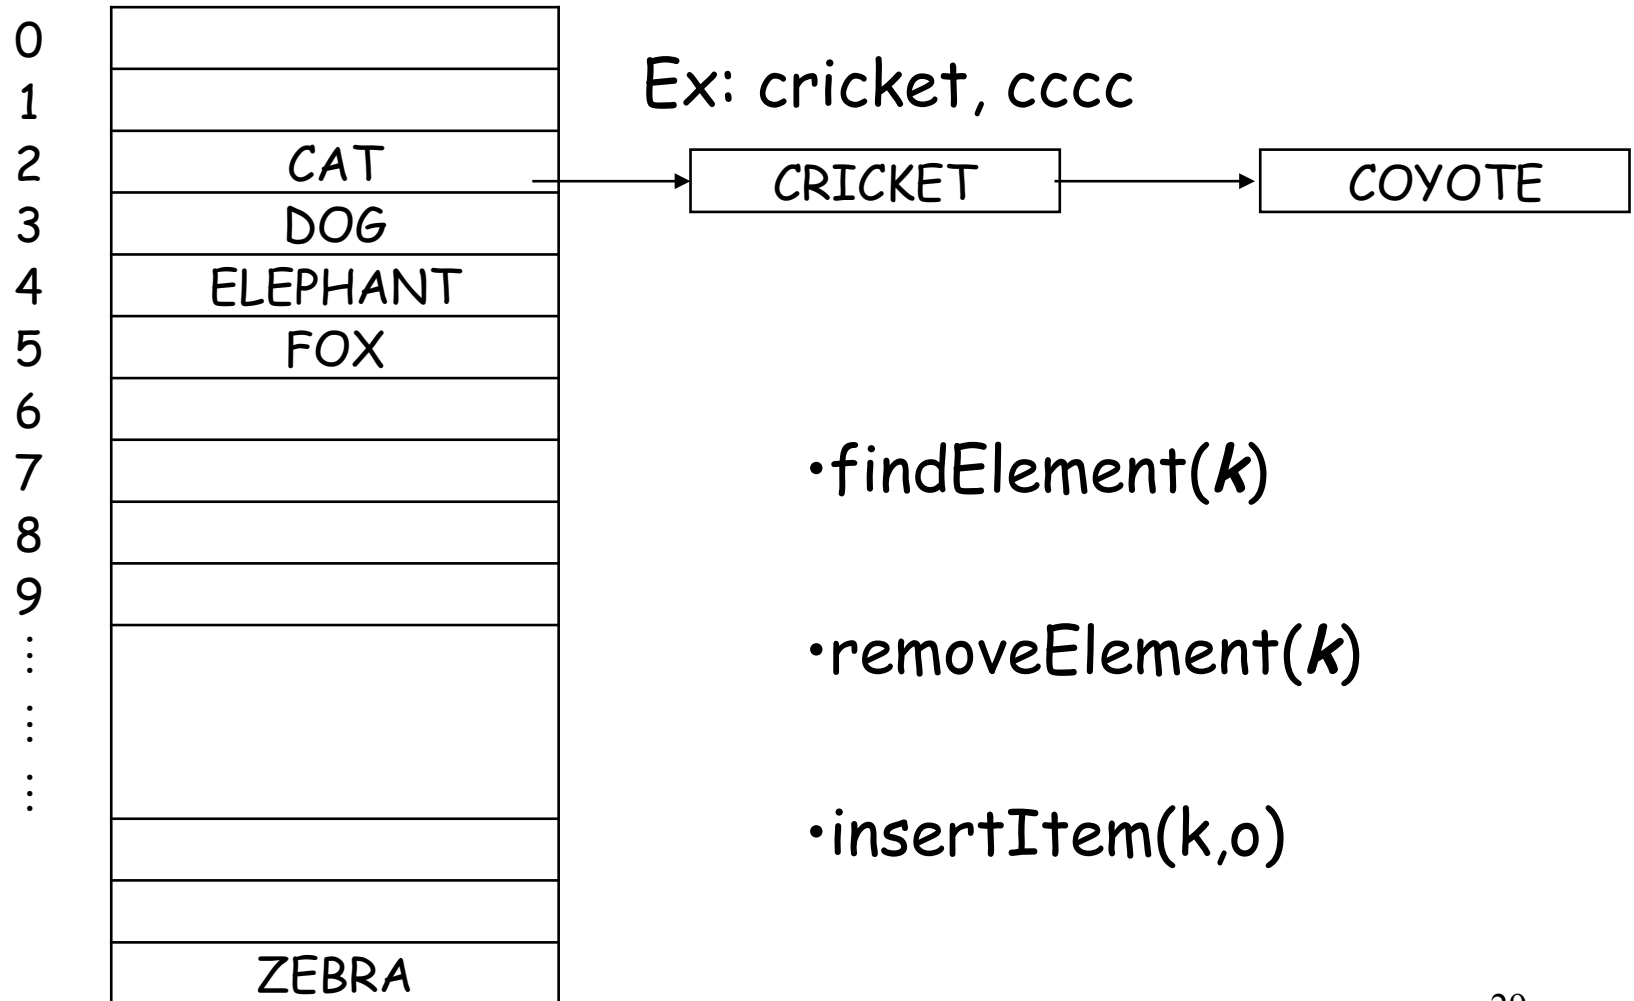 0
1
Ex: cricket, cccc
2 CAT CRICKET COYOTE
3 DOG
4 ELEPHANT
5 FOX
6
7
•findElement(k)
8
9
•removeElement(k)
...
...
...
•insertItem(k,o)
ZEBRA